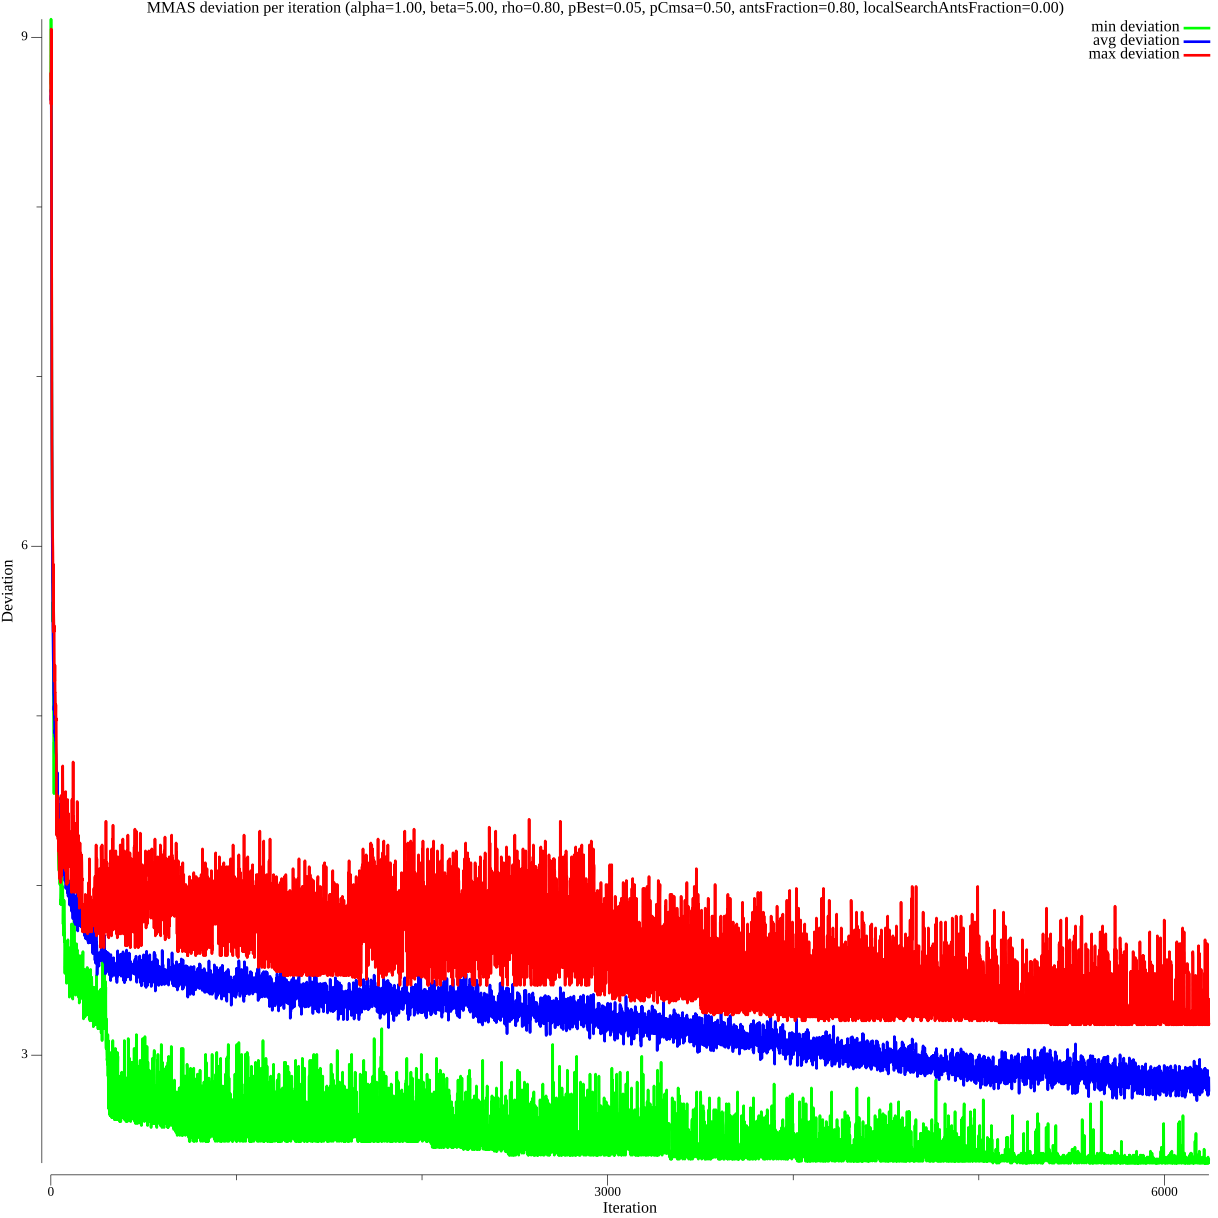 MMAS deviation per iteration (alpha=1.00, beta=5.00, rho=0.80, pBest=0.05, pCmsa=0.50, antsFraction=0.80, localSearchAntsFraction=0.00)
min deviation
avg deviation
max deviation
9
6
3
Deviation
0
3000
6000
Iteration